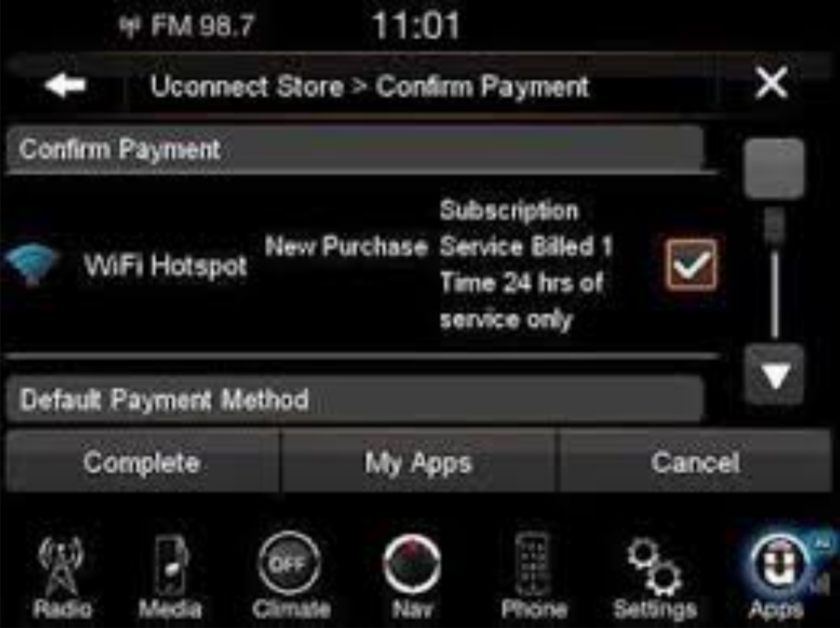 FM 98.7
11:01
Uconnect Store > Confirm Payment
Confirm Payment
WiFi Hotspot
New Purchase
Subscription
Service Billed 1
Time 24 hrs of
service only
Default Payment Method
Complete
My Apps
Cancel
OFF
Radio
Media
Climate
Nav
Phone
Settings
Apps